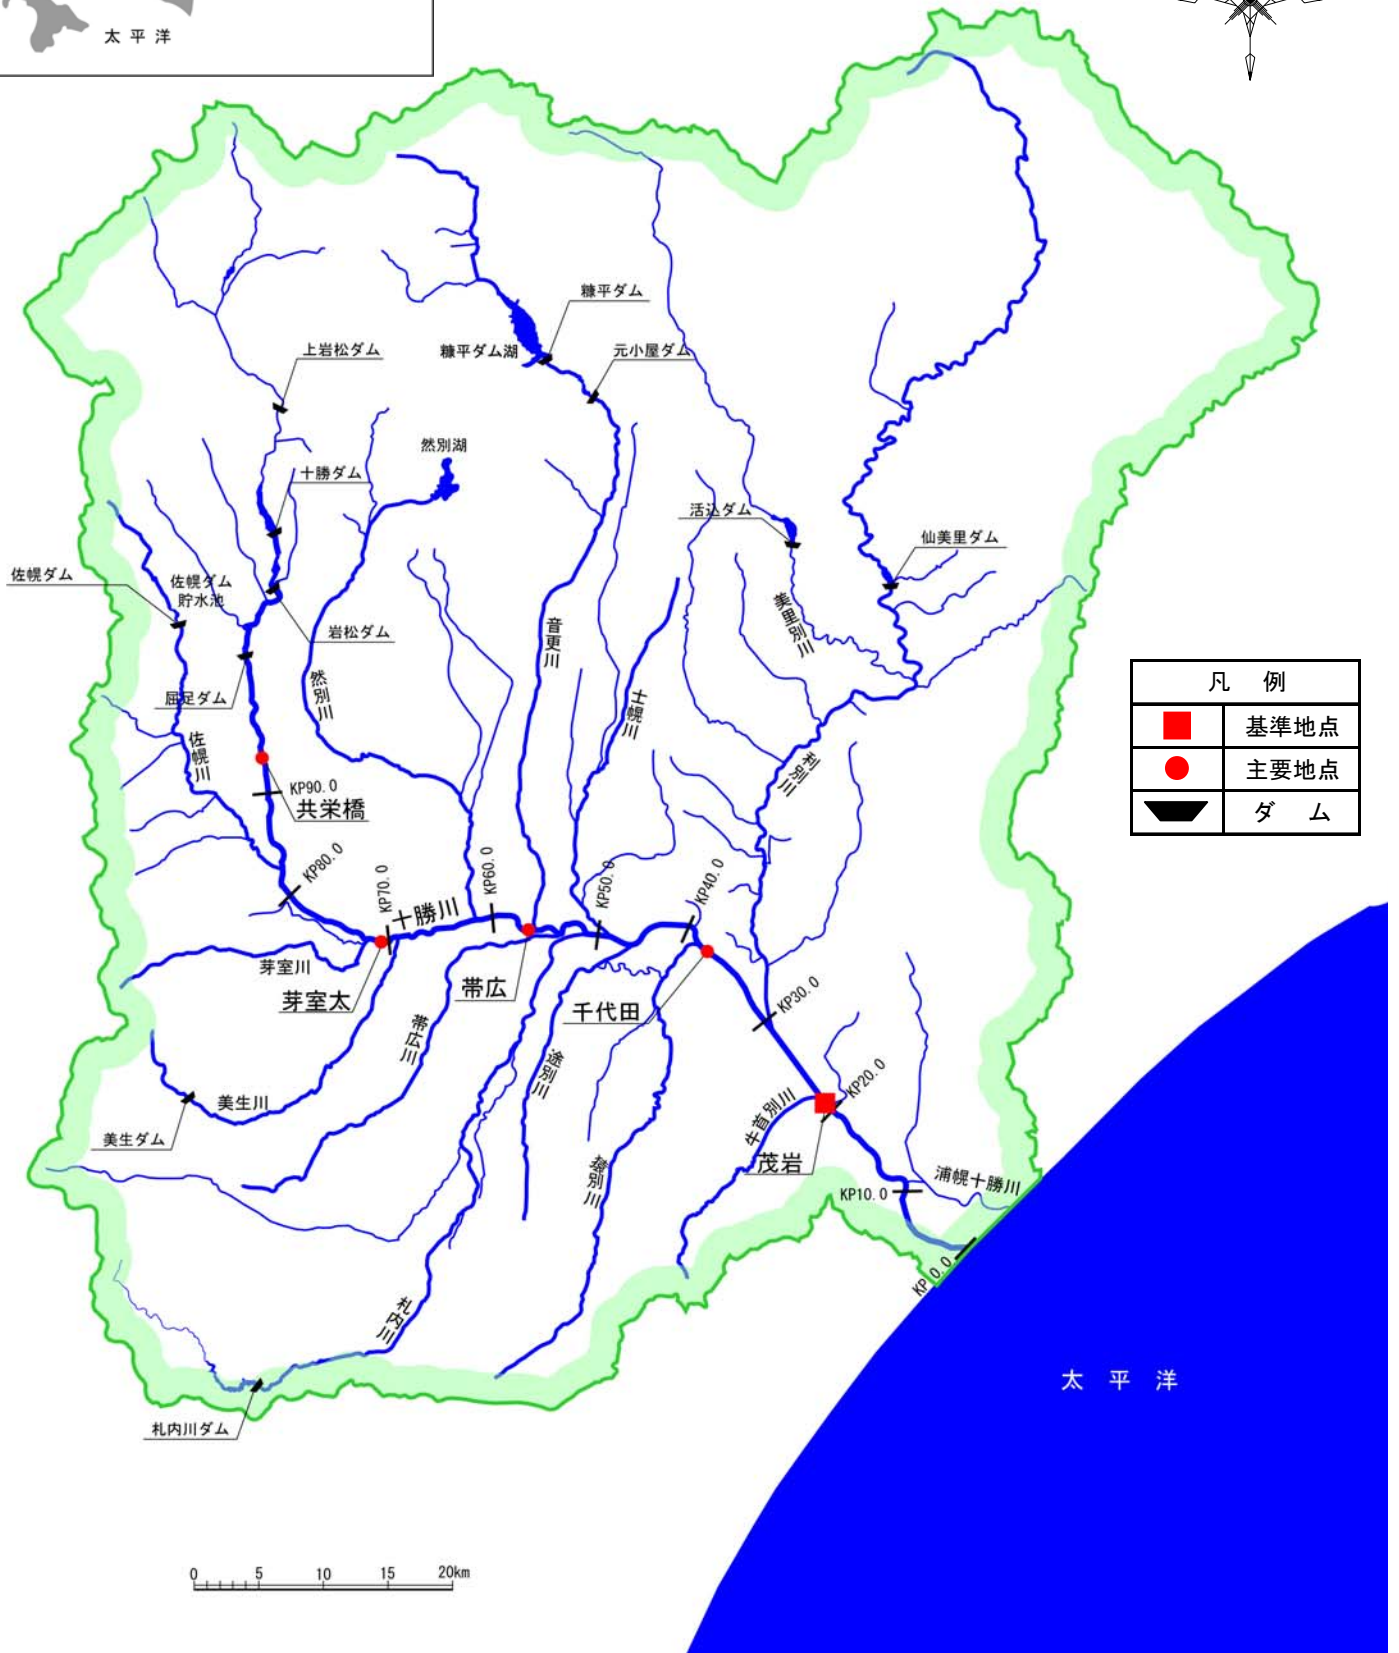 太平洋
糠平ダム
上岩松ダム
糠平ダム湖
元小屋ダム
然別湖
十勝ダム
活込ダム
仙美里ダム
佐幌ダム
佐幌ダム
貯水池
岩松ダム
音更川
美里別川
屈足ダム
然別川
士幌川
佐幌川
利別川
凡 例
基準地点
主要地点
ダ ム
KP90.0
共栄橋
KP80.0
KP70.0
十勝川
KP60.0
KP50.0
KP40.0
芽室川
芽室太
帯広
千代田
KP30.0
帯広川
途別川
KP20.0
美生川
牛首別川
美生ダム
茂岩
猿別川
浦幌十勝川
KP10.0
KP 0.0
札内川
太 平 洋
札内川ダム
0 5 10 15 20km